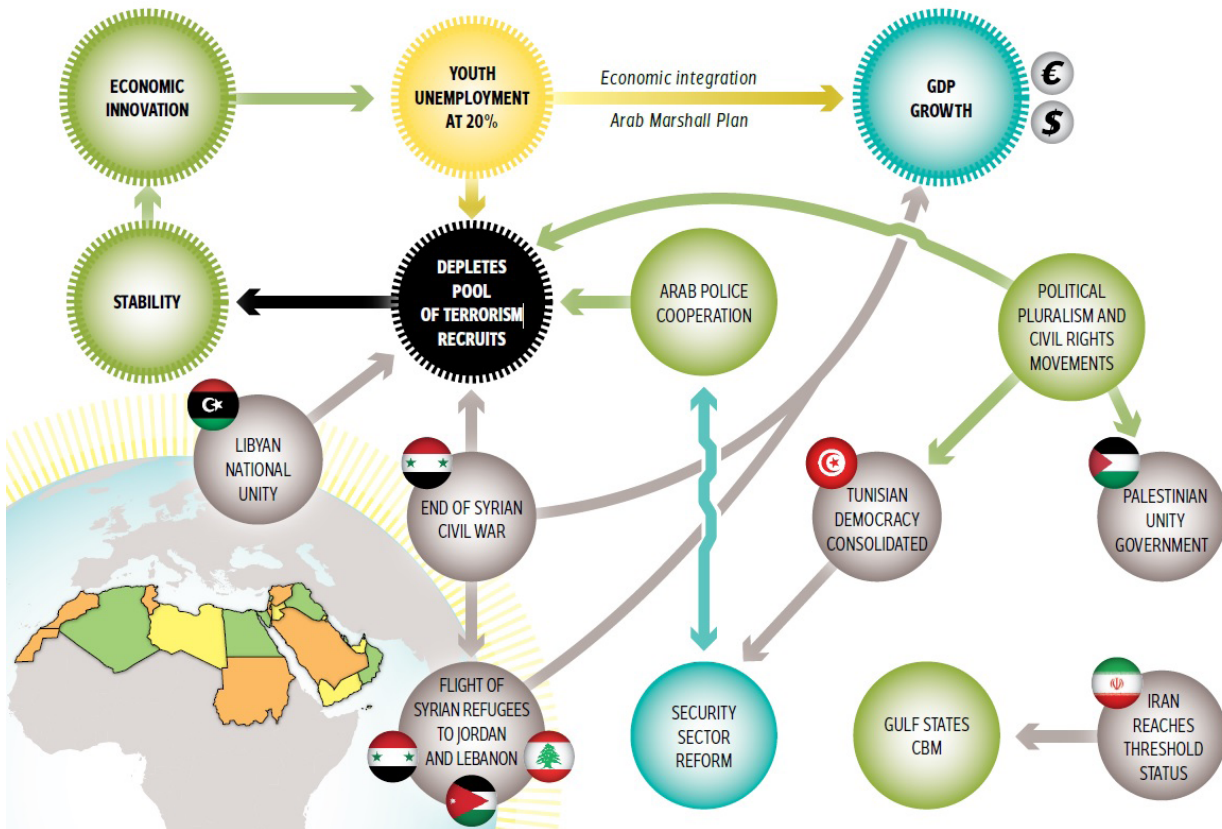 ECONOMIC
INNOVATION
YOUTH
UNEMPLOYMENT
AT 20%
Economic integration
Arab Marshall Plan
GDP
GROWTH
€
$
STABILITY
DEPLETES
POOL
OF TERRORISM
RECRUITS
ARAB POLICE
COOPERATION
POLITICAL
PLURALISM AND
CIVIL RIGHTS
MOVEMENTS
LIBYAN
NATIONAL
UNITY
END OF SYRIAN
CIVIL WAR
TUNISIAN
DEMOCRACY
CONSOLIDATED
PALESTINIAN
UNITY
GOVERNMENT
FLIGHT OF
SYRIAN REFUGEES
TO JORDAN
AND LEBANON
SECURITY
SECTOR
REFORM
GULF STATES
CBM
IRAN
REACHES
THRESHOLD
STATUS